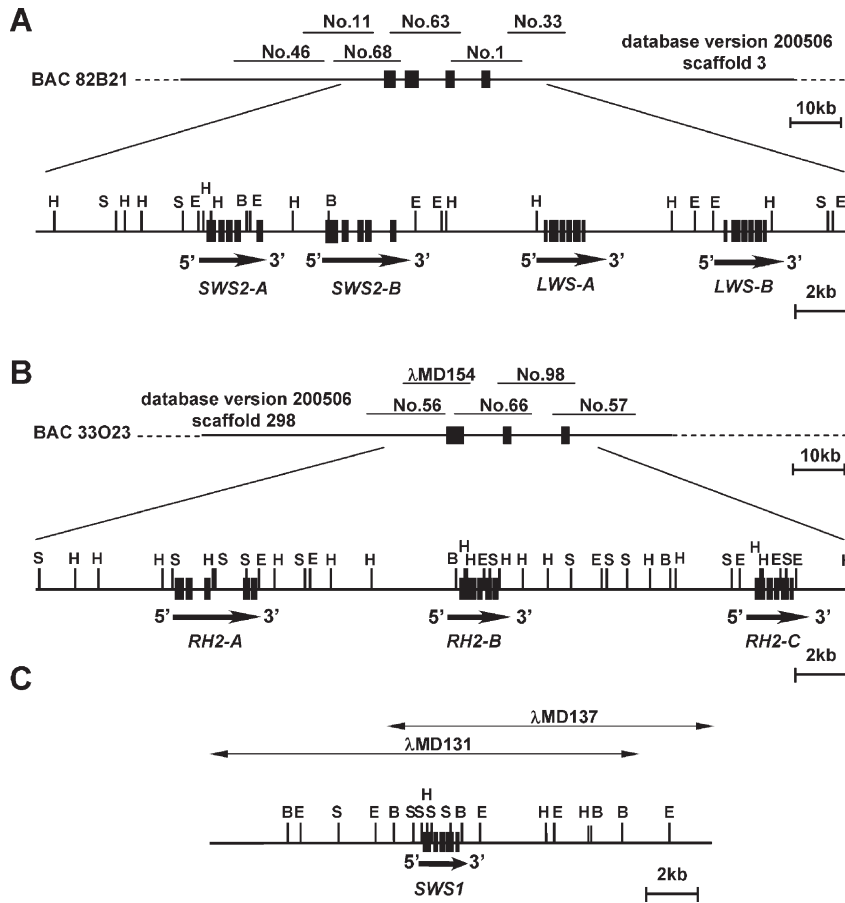 A
No.11 No.63 No.33
No.46 No.68 No.1
database version 200506
scaffold 3
BAC 82B21
10kb
H S H H S E H H B E H B E E H H H E E H S E
5’ 3’ 5’ 3’ 5’ 3’ 5’ 3’
SWS2-A SWS2-B LWS-A LWS-B
2kb
B
λMD154 No.98
database version 200506
scaffold 298
No.56 No.66 No.57
BAC 33O23
10kb
S H H H S H S S E H S E H H B H H E S H H H S E S S H B H S E H H E S E
5’ 3’ 5’ 3’ 5’ 3’
RH2-A RH2-B RH2-C
2kb
C
λMD137
λMD131
B E S E B S S H S S B E H E H B B E
5’ 3’
SWS1
2kb